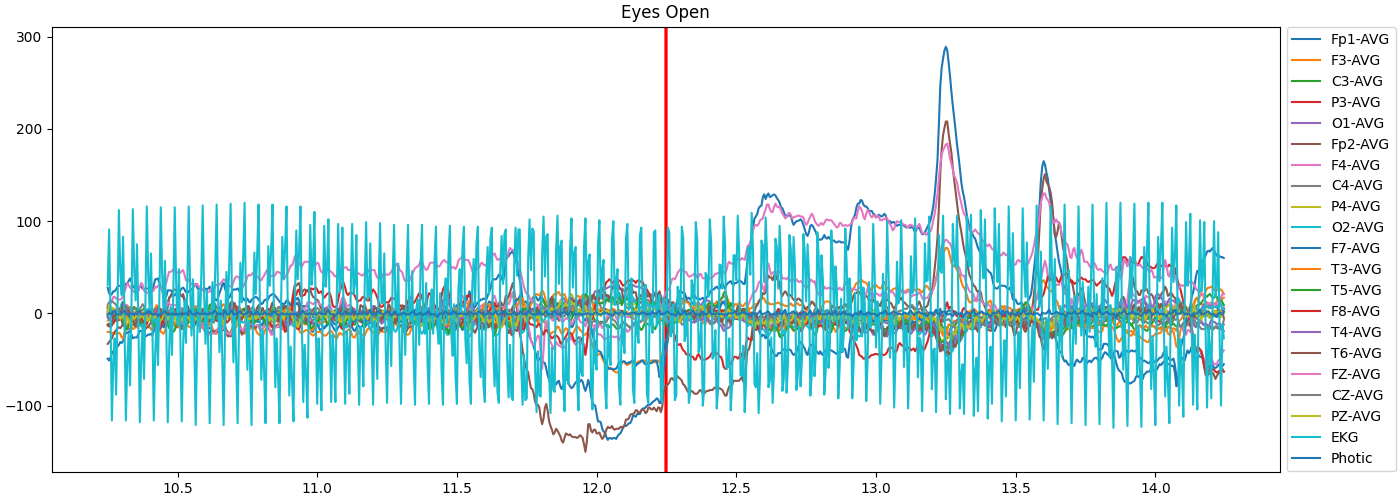 Eyes Open
300
200
100
0
−100
10.5 11.0 11.5 12.0 12.5 13.0 13.5 14.0
Fp1-AVG
F3-AVG
C3-AVG
P3-AVG
O1-AVG
Fp2-AVG
F4-AVG
C4-AVG
P4-AVG
O2-AVG
F7-AVG
T3-AVG
T5-AVG
F8-AVG
T4-AVG
T6-AVG
FZ-AVG
CZ-AVG
PZ-AVG
EKG
Photic